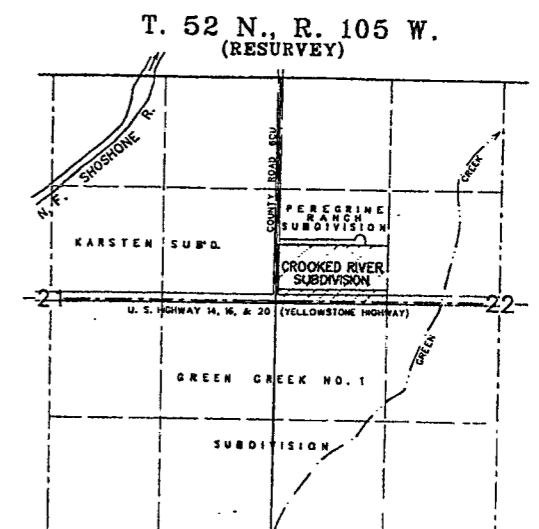 T. 52 N., R. 105 W.
(RESURVEY)
N. F. SHOSHONE R.
COUNTY ROAD 6CU
CREEK
PEREGRINE
RANCH
SUBDIVISION
KARSTEN SUB'D.
CROOKED RIVER
SUBDIVISION
21
22
U. S. HIGHWAY 14, 16, & 20 (YELLOWSTONE HIGHWAY)
GREEN
GREEN CREEK NO. 1
SUBDIVISION